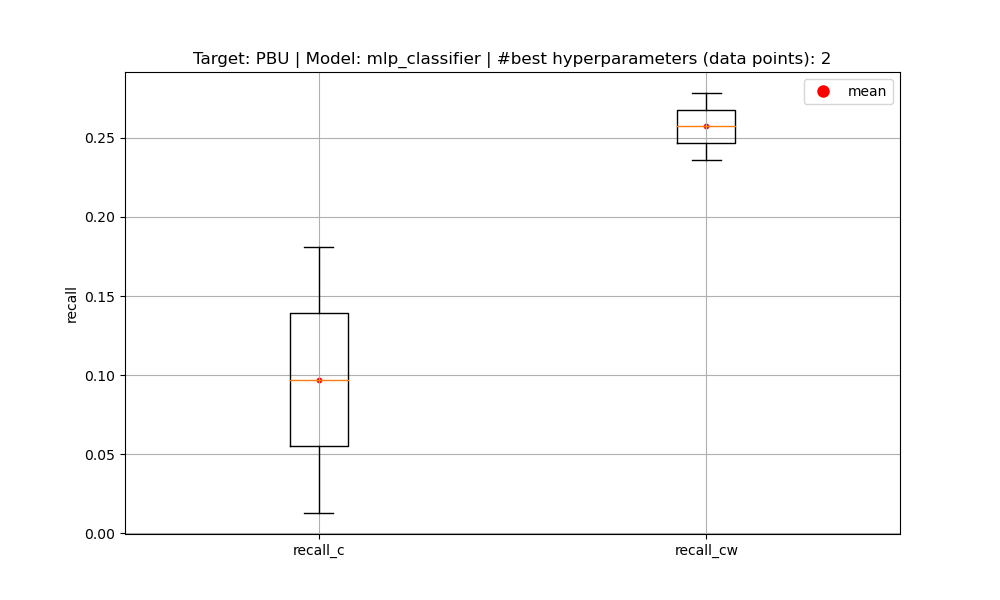 Target: PBU | Model: mlp_classifier | #best hyperparameters (data points): 2
mean
recall
0.25
0.20
0.15
0.10
0.05
0.00
recall_c
recall_cw